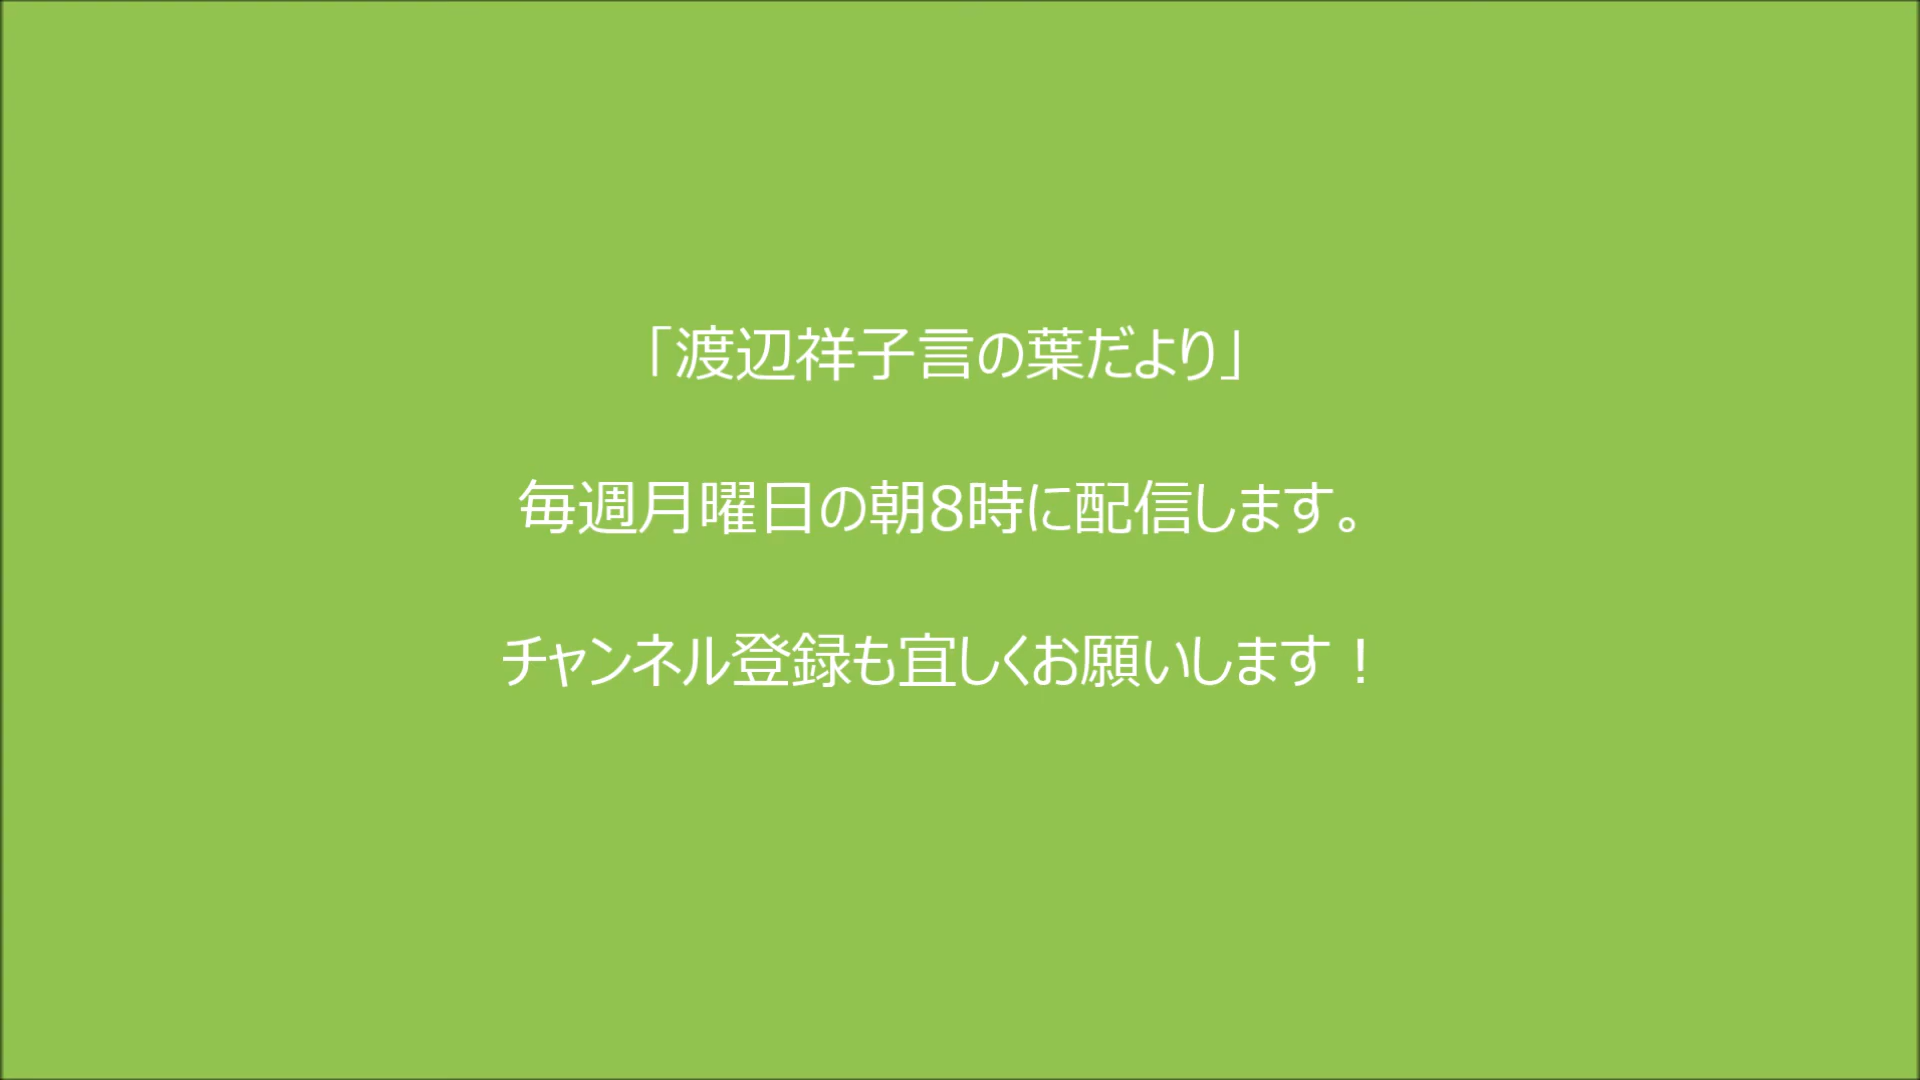 「渡辺祥子言の葉だより」
毎週月曜日の朝8時に配信します。
チャンネル登録も宜しくお願いします！